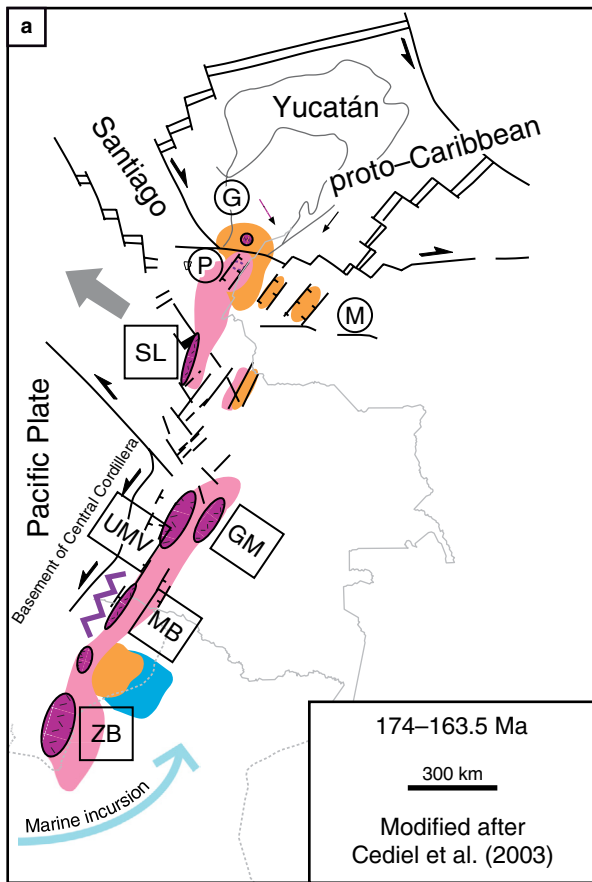 a
Yucatán
proto–Caribbean
Santiago
G
P
M
SL
Pacific Plate
Basement of Central Cordillera
UMV
GM
MB
ZB
Marine incursion
174–163.5 Ma
300 km
Modified after
Cediel et al. (2003)